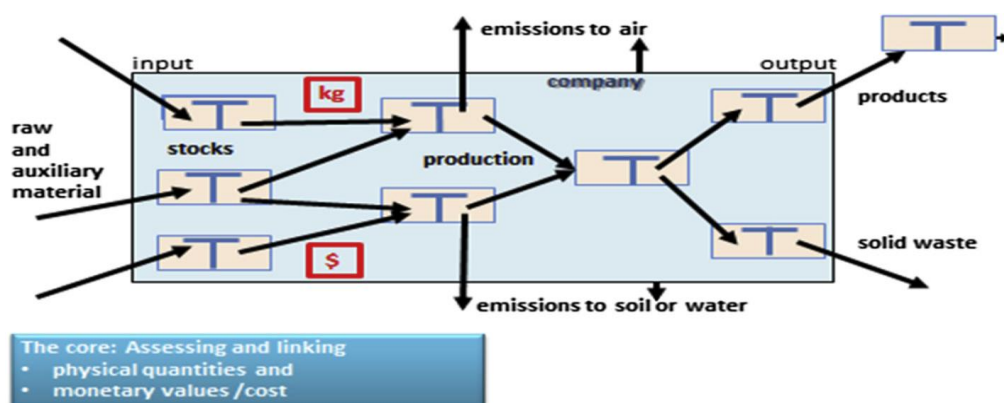 emissions to air
input
output
company
kg
products
raw
and
auxiliary
material
stocks
production
$
solid waste
emissions to soil or water
The core: Assessing and linking
• physical quantities and
• monetary values /cost